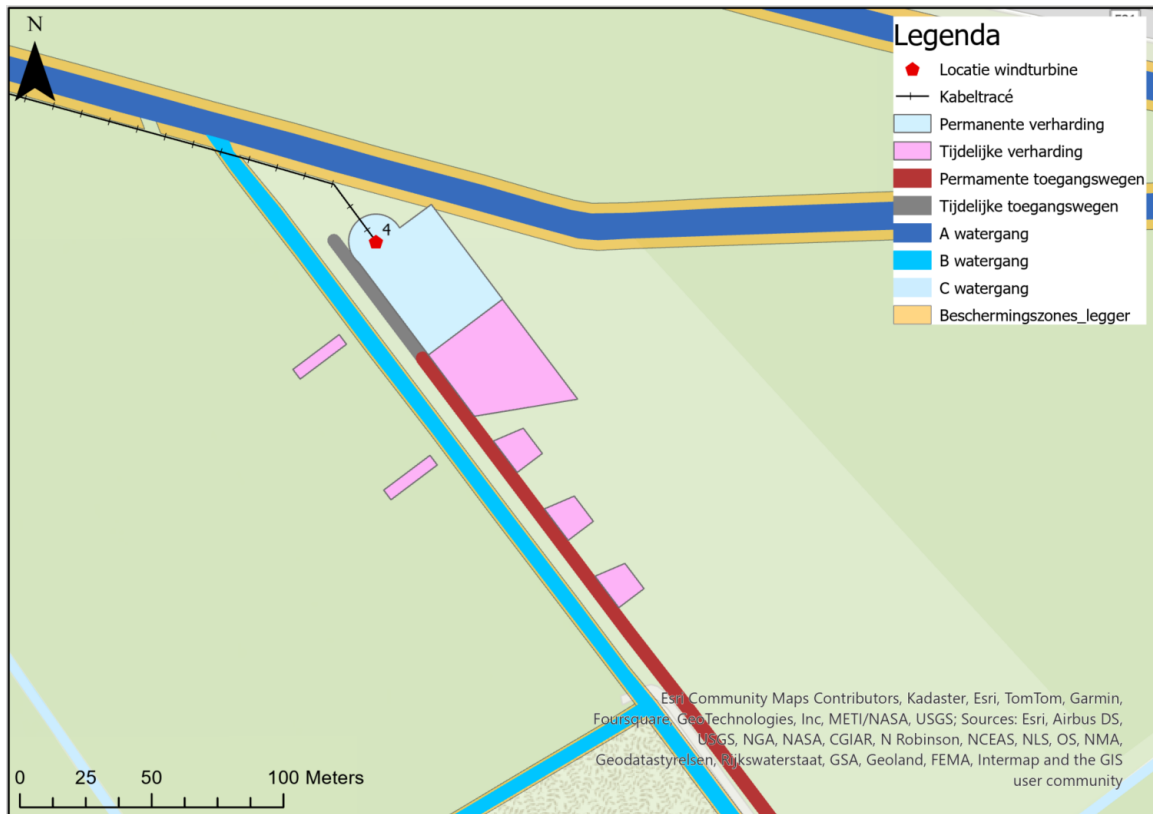 N
Legenda
Locatie windturbine
Kabeltracé
Permanente verharding
Tijdelijke verharding
Permamente toegangswegen
Tijdelijke toegangswegen
A watergang
B watergang
C watergang
Beschermingszones_legger
4
Esri Community Maps Contributors, Kadaster, Esri, TomTom, Garmin,
Foursquare, GeoTechnologies, Inc, METI/NASA, USGS; Sources: Esri, Airbus DS,
USGS, NGA, NASA, CGIAR, N Robinson, NCEAS, NLS, OS, NMA,
Geodatastyrelsen, Rijkswaterstaat, GSA, Geoland, FEMA, Intermap and the GIS
user community
0 25 50 100 Meters